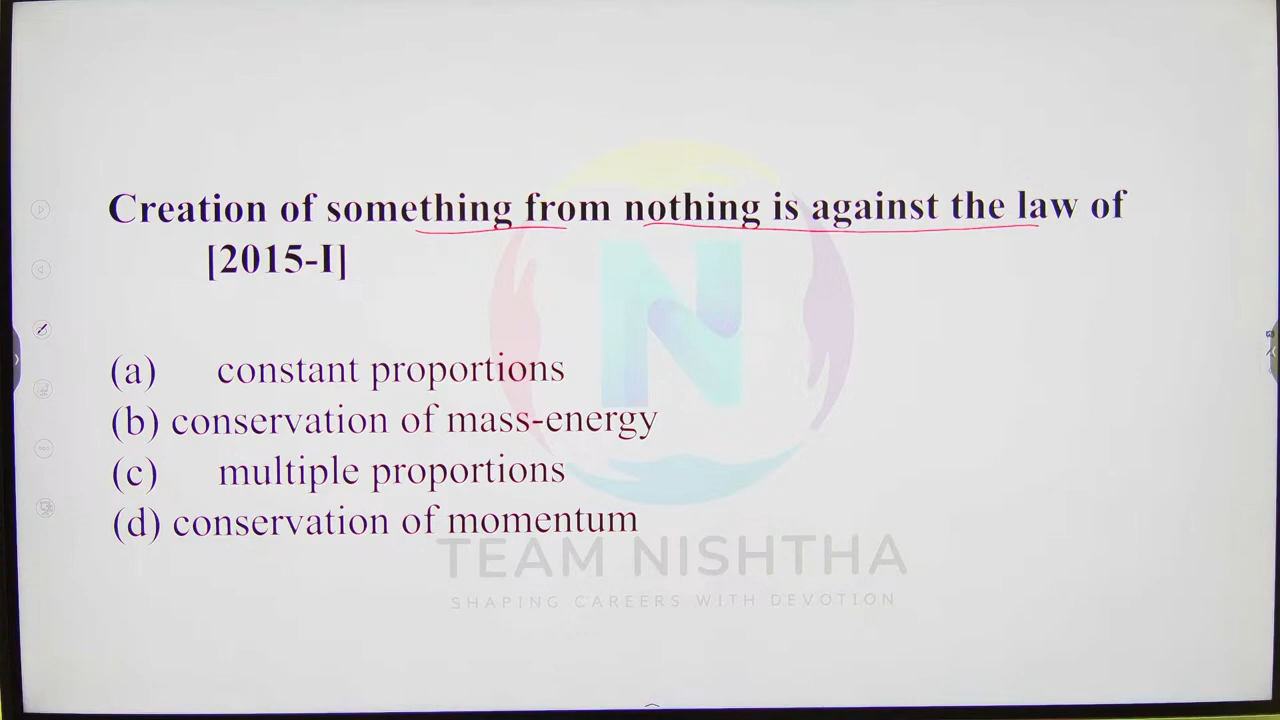 Creation of something from nothing is against the law of
[2015-I]
(a) constant proportions
(b) conservation of mass-energy
(c) multiple proportions
(d) conservation of momentum
TEAM NISHTHA
SHAPING CAREERS WITH DEVOTION